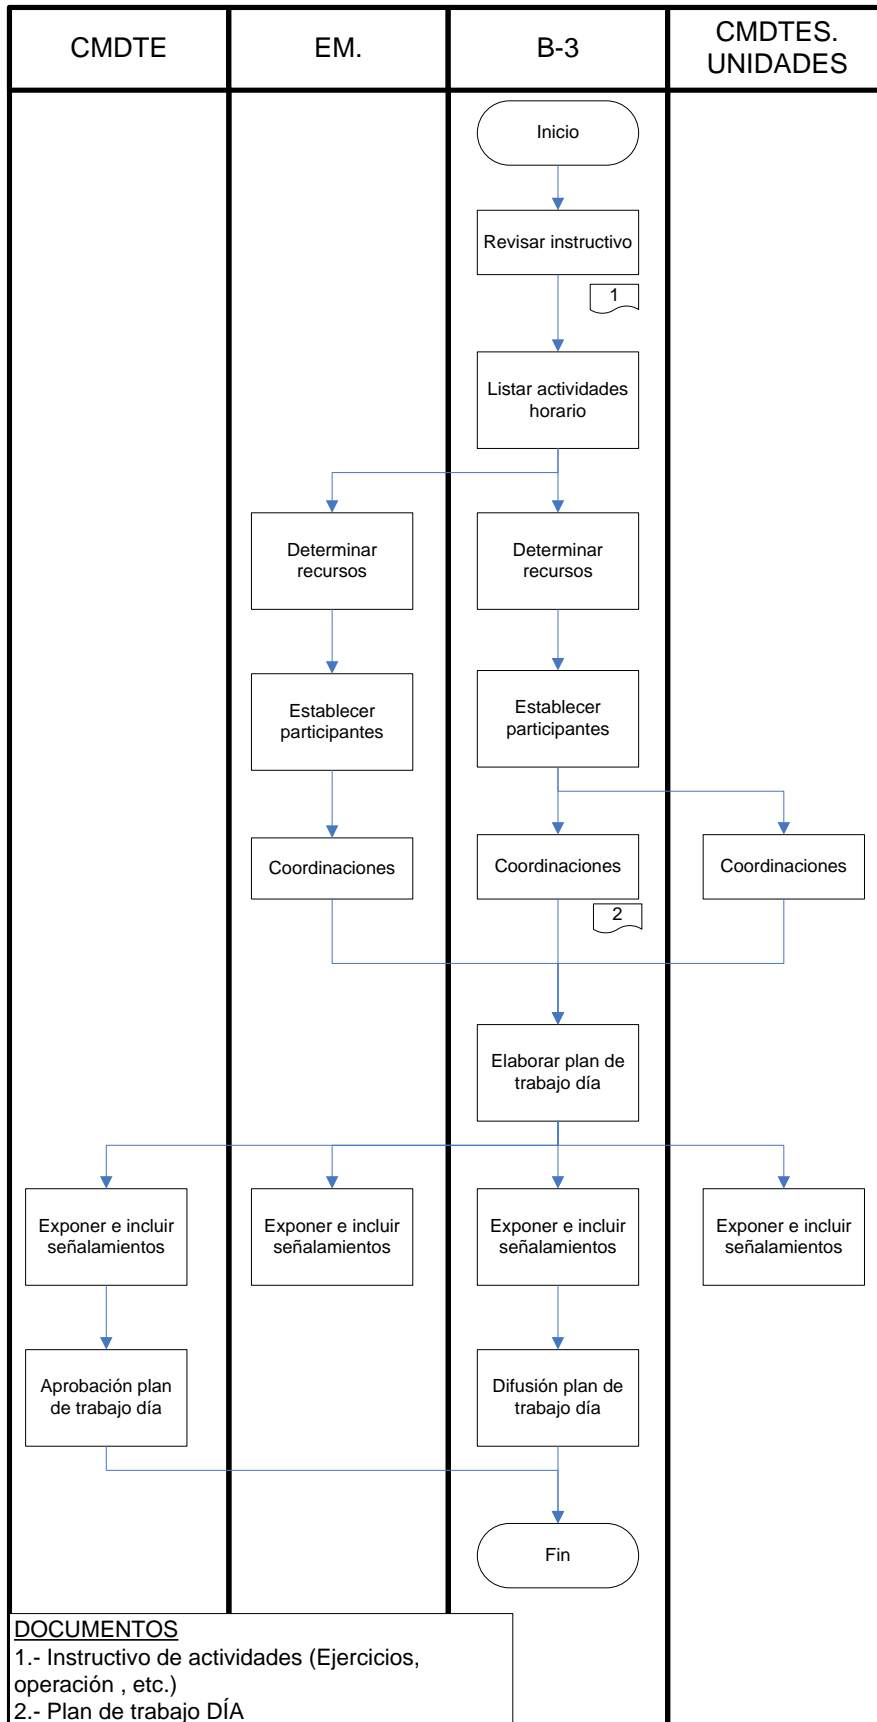 CMDTE
EM.
B-3
CMDTES.
UNIDADES
Inicio
Revisar instructivo
1
Listar actividades
horario
Determinar
recursos
Determinar
recursos
Establecer
participantes
Establecer
participantes
Coordinaciones
Coordinaciones
Coordinaciones
2
Elaborar plan de
trabajo día
Exponer e incluir
señalamientos
Exponer e incluir
señalamientos
Exponer e incluir
señalamientos
Exponer e incluir
señalamientos
Aprobación plan
de trabajo día
Difusión plan de
trabajo día
Fin
DOCUMENTOS
1.- Instructivo de actividades (Ejercicios,
operación , etc.)
2.- Plan de trabajo DÍA